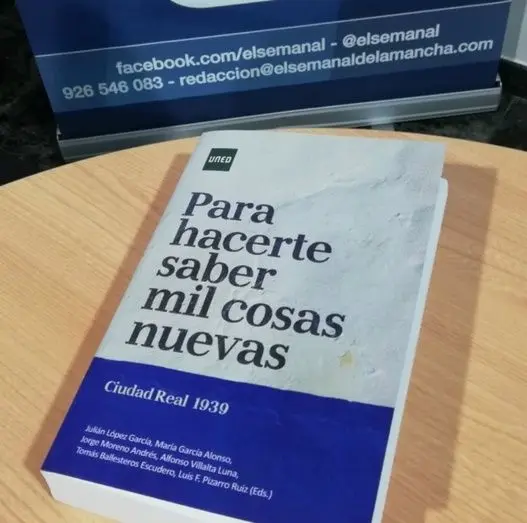 facebook.com/elsemanal - @elsemanal
926 546 083 - redaccion@elsemanaldelamancha.com
UNED
Para
hacerte
saber
mil cosas
nuevas
Ciudad Real 1939
Julián López García, María García Alonso,
Jorge Moreno Andrés, Alfonso Villalta Luna,
Tomás Ballesteros Escudero, Luis F. Pizarro Ruiz (Eds.)